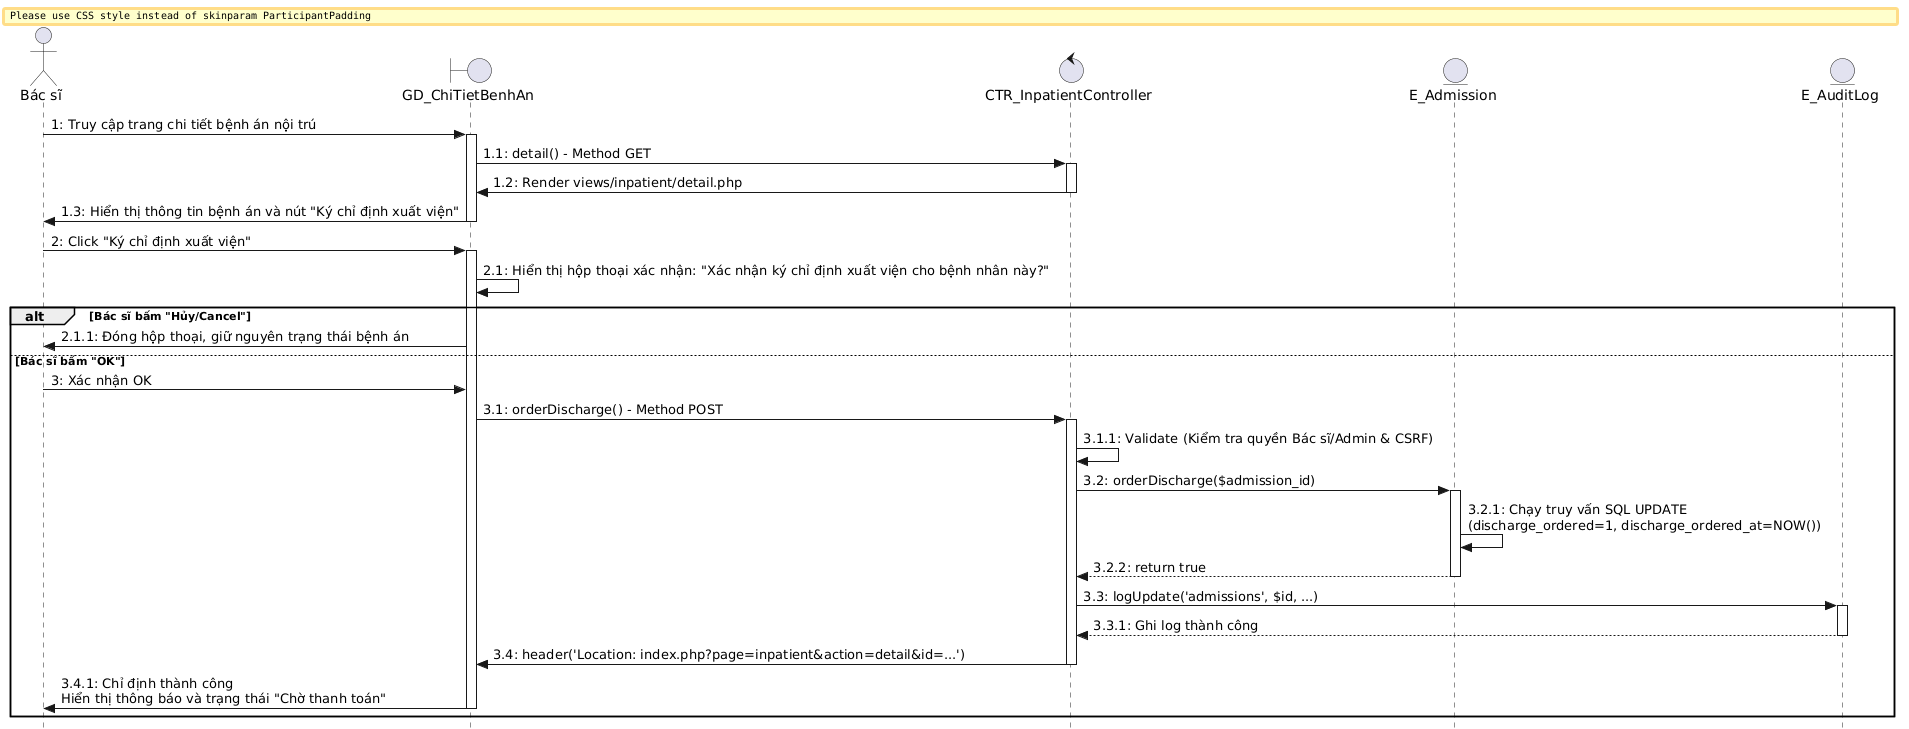 Please use CSS style instead of skinparam ParticipantPadding
Bác sĩ
GD_ChiTietBenhAn
CTR_InpatientController
E_Admission
E_AuditLog
1: Truy cập trang chi tiết bệnh án nội trú
1.1: detail() - Method GET
1.2: Render views/inpatient/detail.php
1.3: Hiển thị thông tin bệnh án và nút "Ký chỉ định xuất viện"
2: Click "Ký chỉ định xuất viện"
2.1: Hiển thị hộp thoại xác nhận: "Xác nhận ký chỉ định xuất viện cho bệnh nhân này?"
alt
[Bác sĩ bấm "Hủy/Cancel"]
2.1.1: Đóng hộp thoại, giữ nguyên trạng thái bệnh án
[Bác sĩ bấm "OK"]
3: Xác nhận OK
3.1: orderDischarge() - Method POST
3.1.1: Validate (Kiểm tra quyền Bác sĩ/Admin & CSRF)
3.2: orderDischarge($admission_id)
3.2.1: Chạy truy vấn SQL UPDATE
(discharge_ordered=1, discharge_ordered_at=NOW())
3.2.2: return true
3.3: logUpdate('admissions', $id, ...)
3.3.1: Ghi log thành công
3.4: header('Location: index.php?page=inpatient&action=detail&id=...')
3.4.1: Chỉ định thành công
Hiển thị thông báo và trạng thái "Chờ thanh toán"